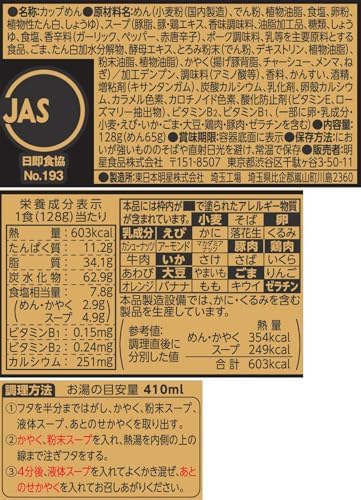 ●名称:カップめん●原材料名:めん(小麦粉(国内製造)、でん粉、植物油脂、食塩、卵粉、
植物性たん白、しょうゆ)、スープ(豚脂、豚・鶏エキス、香味調味料、油脂加工品、糖類、しょう
ゆ、食塩、香辛料(ガーリック、ペッパー、赤唐辛子)、ポーク調味料、乳等を主要原料とする
食品、ごま、たん白加水分解物、酵母エキス、とろみ粉末(でん粉、デキストリン、植物油脂)、
粉末油脂、植物油脂)、かやく(揚げ豚背脂、チャーシュー、メンマ、ね
ぎ)/加工デンプン、調味料(アミノ酸等)、香料、かんすい、酒精、
増粘剤(キサンタンガム)、炭酸カルシウム、乳化剤、卵殻カルシ
ウム、カラメル色素、カロチノイド色素、酸化防止剤(ビタミンE、ロ
ーズマリー抽出物)、ビタミンB2、ビタミンB1、(一部に卵・乳成分・
小麦・えび・いか・ごま・大豆・鶏肉・豚肉・ゼラチンを含む)●内容量:
128g(めん65g)●賞味期限:容器底面に表示●保存方法:にお
いが強いもののそばや直射日光を避け、常温で保存●製造者:明
星食品株式会社 〒151-8507 東京都渋谷区千駄ヶ谷3-50-11
●製造所:東日本明星株式会社 埼玉工場 埼玉県比企郡嵐山町川島2360
JAS
日即食協
No.193
栄養成分表示
1食(128g)当たり
熱量 603kcal
たんぱく質 11.2g
脂質 34.1g
炭水化物 62.9g
食塩相当量 7.8g
(めん・かやく 2.9g
スープ 4.9g)
ビタミンB1 0.15mg
ビタミンB2 0.24mg
カルシウム 251mg
本品には枠内 で塗られたアレルギー物質
が含まれています。 小麦 そば 卵
乳成分 えび かに 落花生 くるみ
カシューナッツ アーモンド マカダミアナッツ 豚肉 鶏肉
牛肉 いか さけ さば いくら
あわび 大豆 やまいも ごま りんご
オレンジ バナナ もも キウイ ゼラチン
本品製造設備では、かに・くるみを含む
製品を製造しています。
参考値: 熱量
調理直後に
分別した値
めん・かやく 354kcal
スープ 249kcal
合計 603kcal
調理方法 お湯の目安量 410ml
①フタを半分まではがし、かやく、粉末スープ、
液体スープ、あとのせかやくを取り出す。
②かやく、粉末スープを入れ、熱湯を内側の上の
線まで注ぎフタをする。
③4分後、液体スープを入れてよくかき混ぜ、あと
のせかやくを入れてお召しあがりください。